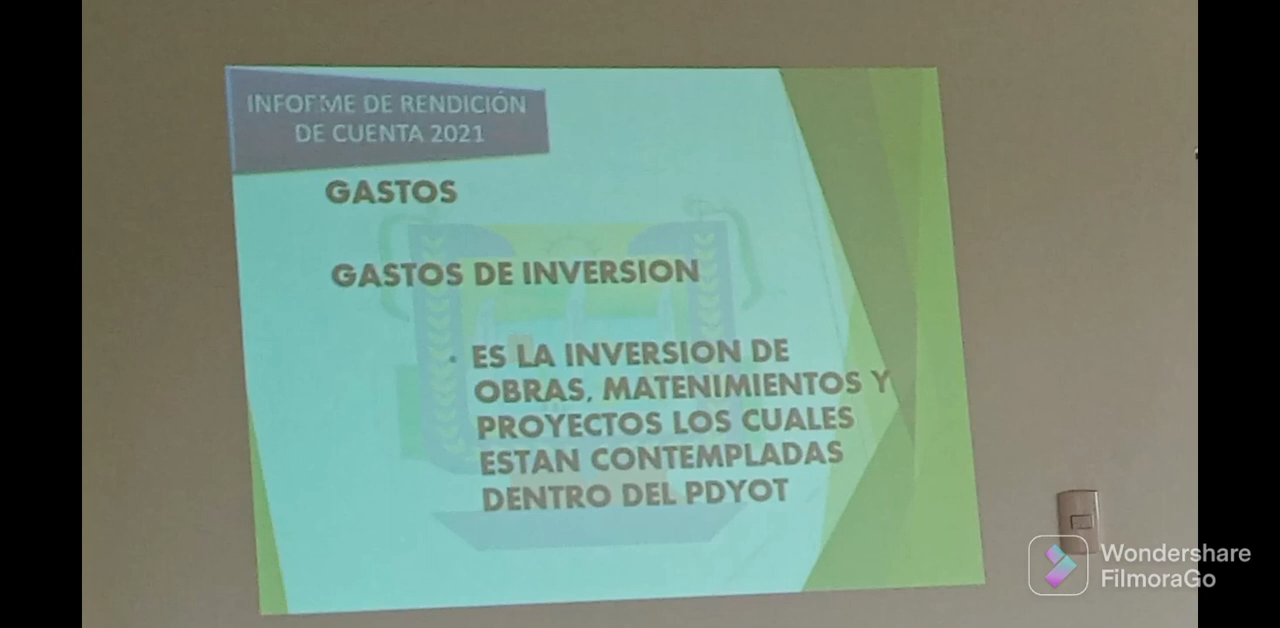 INFORME DE RENDICIÓN
DE CUENTA 2021
GASTOS
GASTOS DE INVERSION
• ES LA INVERSION DE
OBRAS, MATENIMIENTOS Y
PROYECTOS LOS CUALES
ESTAN CONTEMPLADAS
DENTRO DEL PDYOT
Wondershare
FilmoraGo